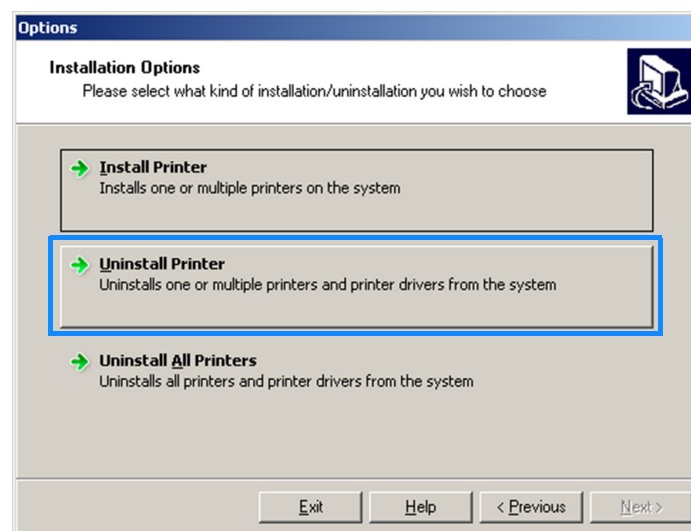 Options
Installation Options
Please select what kind of installation/uninstallation you wish to choose
Install Printer
Installs one or multiple printers on the system
Uninstall Printer
Uninstalls one or multiple printers and printer drivers from the system
Uninstall All Printers
Uninstalls all printers and printer drivers from the system
Exit Help < Previous Next >